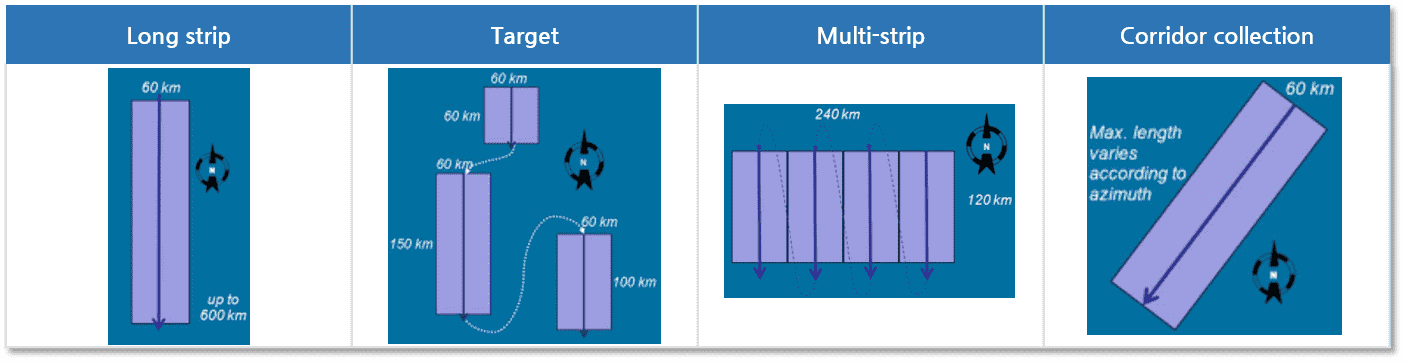 Long strip
Target
Multi-strip
Corridor collection
60 km
N
up to
600 km
60 km
60 km
60 km
N
150 km
60 km
100 km
240 km
N
120 km
60 km
Max. length
varies
according to
azimuth
N